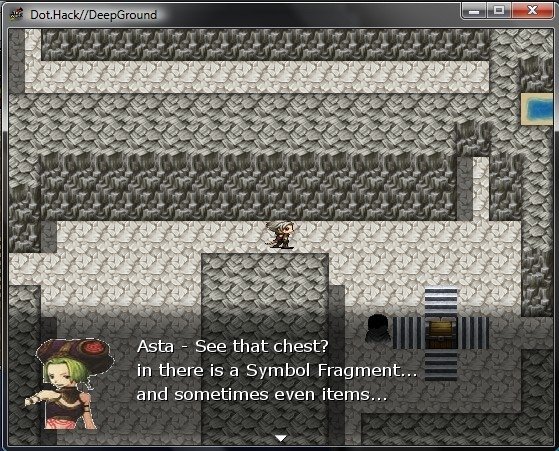 Dot.Hack//DeepGround
Asta - See that chest?
in there is a Symbol Fragment...
and sometimes even items...